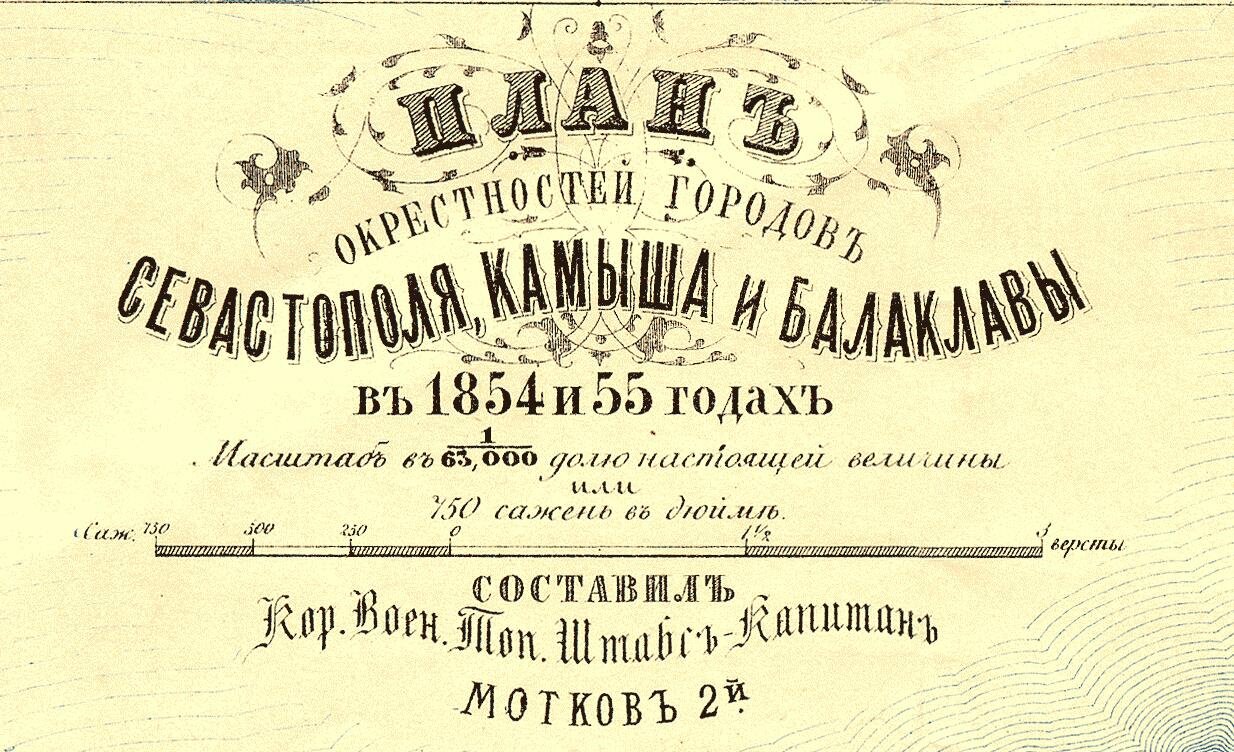 ПЛАНЪ
ОКРЕСТНОСТЕЙ ГОРОДОВЪ
СЕВАСТОПОЛЯ, КАМЫША И БАЛАКЛАВЫ
въ 1854 и 55 годахъ
Масштабъ въ 1/63,000 долю настоящей величины
или
750 сажень въ дюймѣ.
Саж. 750 500 250 0 1½ 3 версты
СОСТАВИЛЪ
Кор. Воен. Топ. Штабсъ-Капитанъ
МОТКОВЪ 2й.